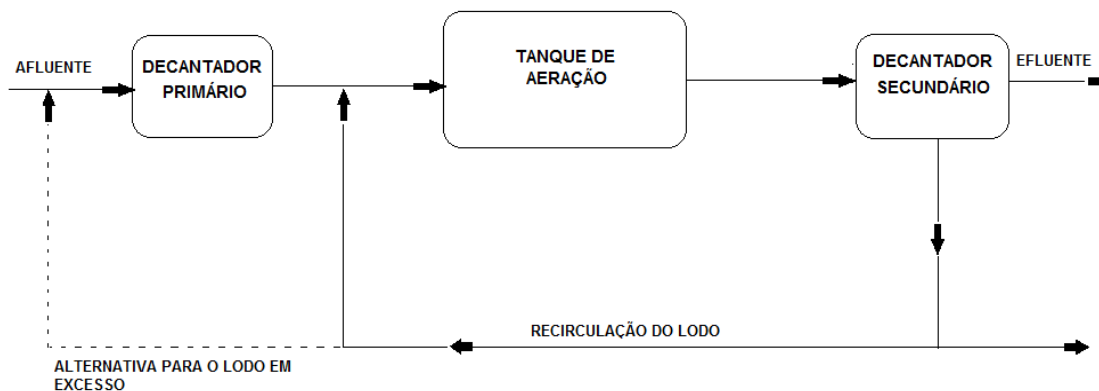 AFLUENTE
DECANTADOR
PRIMÁRIO
TANQUE DE
AERAÇÃO
DECANTADOR
SECUNDÁRIO
EFLUENTE
RECIRCULAÇÃO DO LODO
ALTERNATIVA PARA O LODO EM
EXCESSO